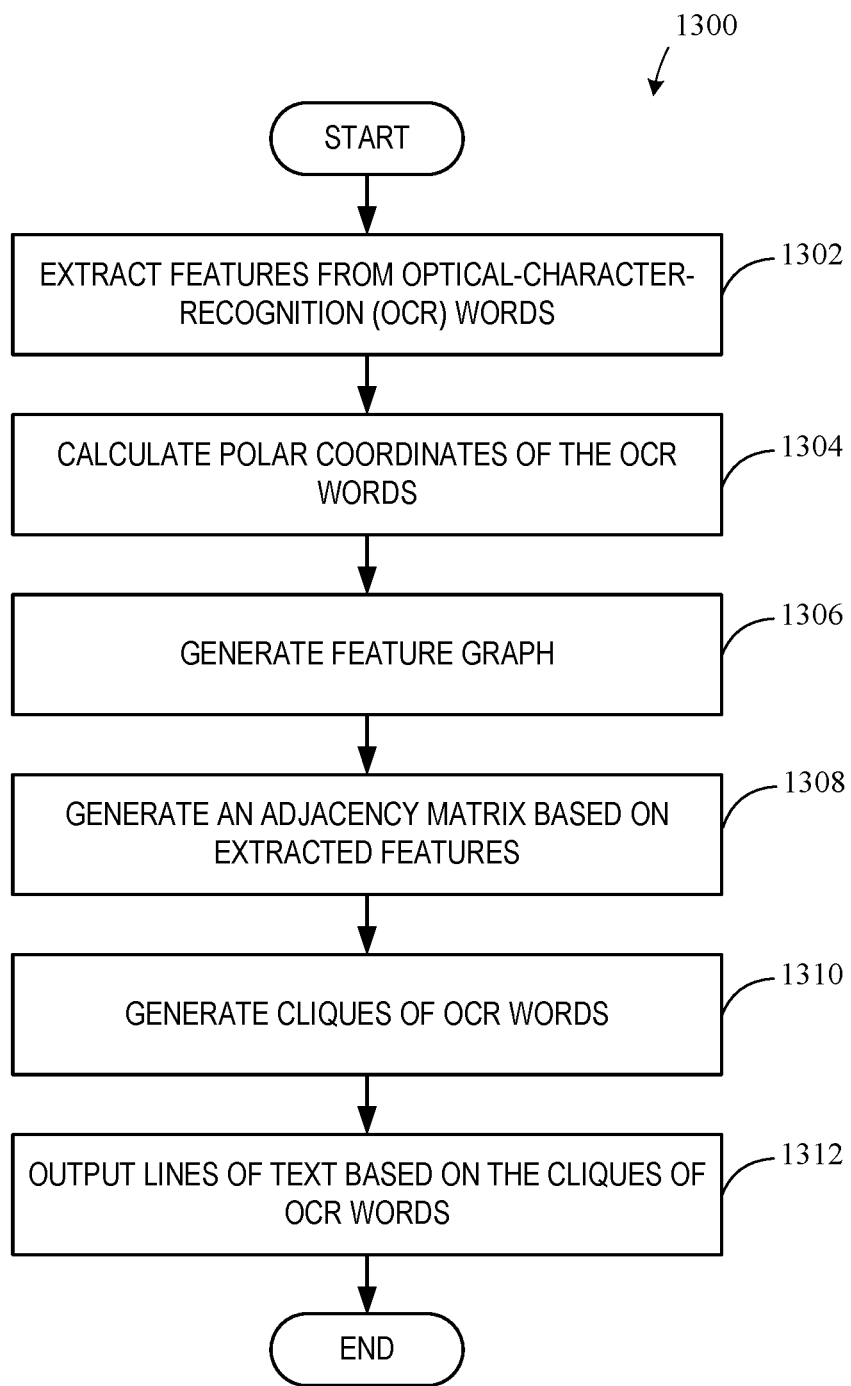 1300
START
EXTRACT FEATURES FROM OPTICAL-CHARACTER-
RECOGNITION (OCR) WORDS
1302
CALCULATE POLAR COORDINATES OF THE OCR
WORDS
1304
GENERATE FEATURE GRAPH
1306
GENERATE AN ADJACENCY MATRIX BASED ON
EXTRACTED FEATURES
1308
GENERATE CLIQUES OF OCR WORDS
1310
OUTPUT LINES OF TEXT BASED ON THE CLIQUES OF
OCR WORDS
1312
END